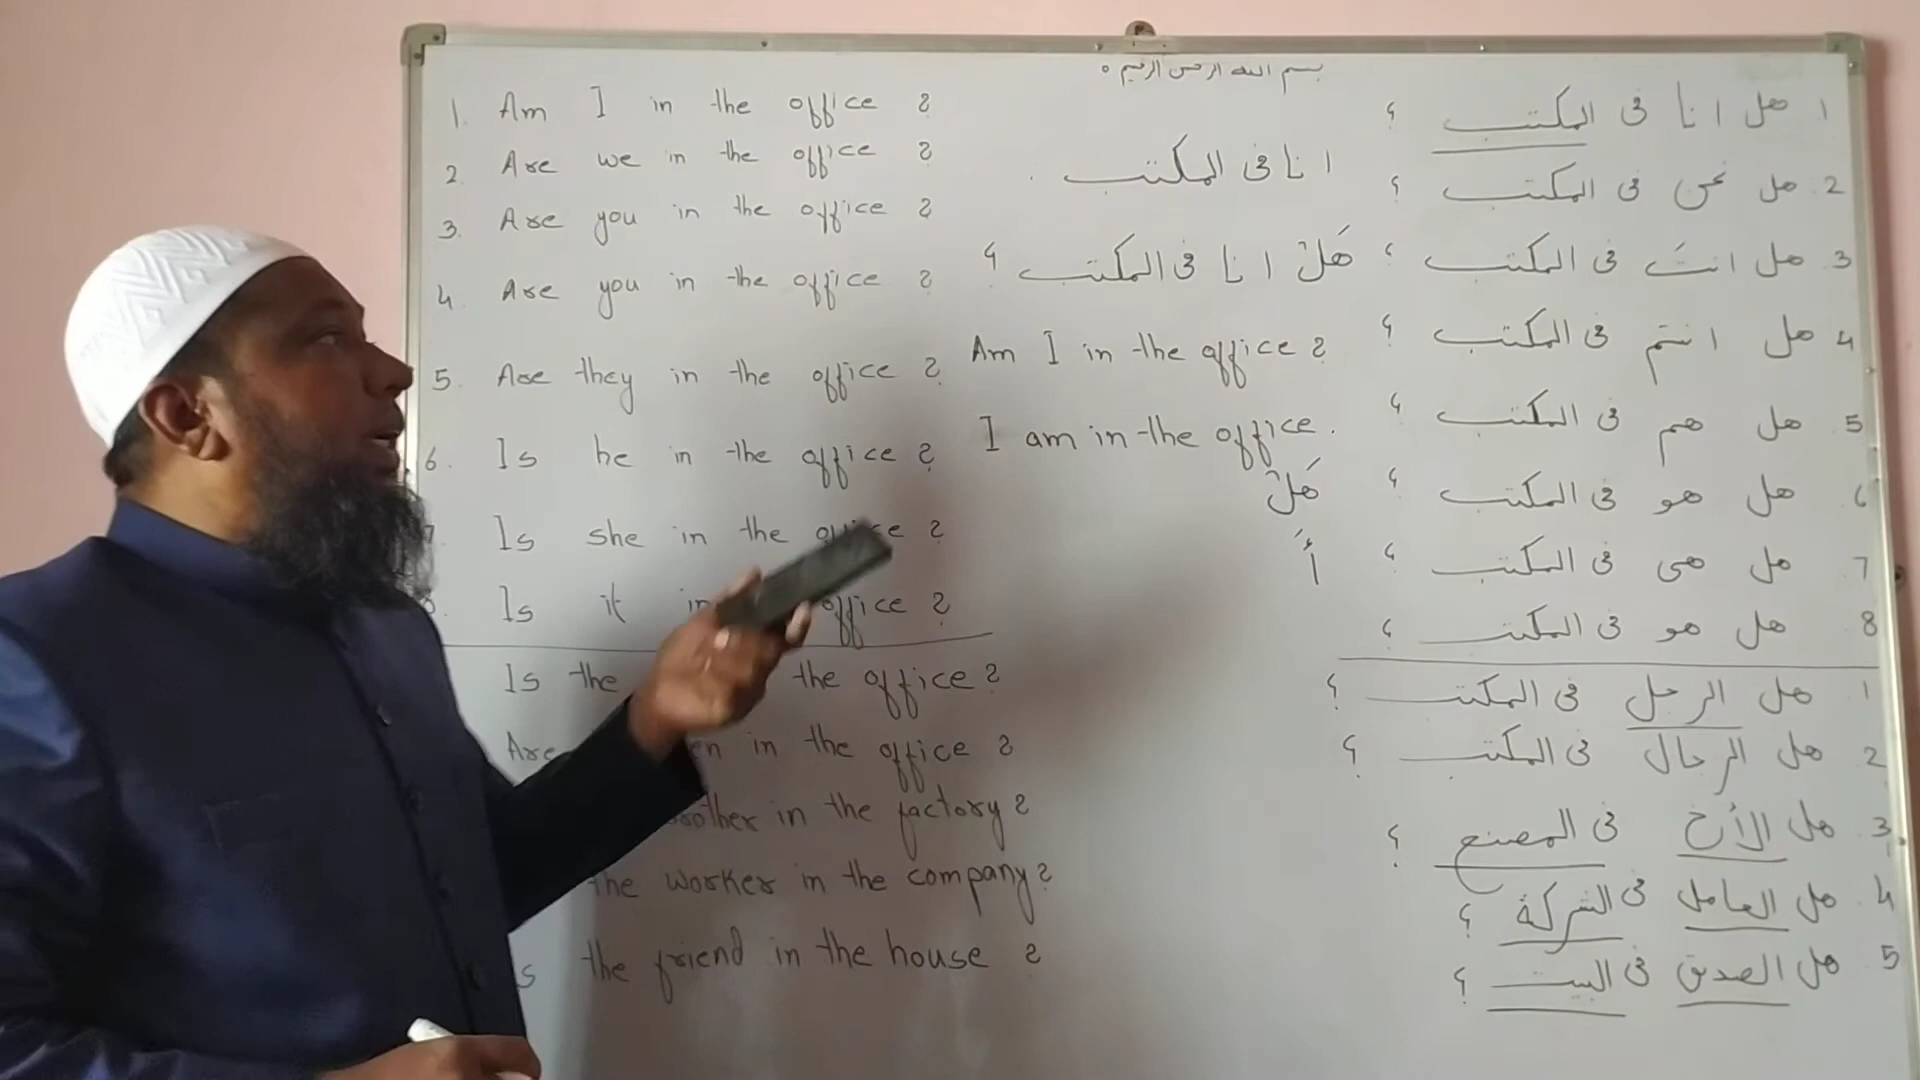 بسم الله الرحمن الرحيم o
1. Am I in the office ?
2. Are we in the office ?
3. Are you in the office ?
4. Are you in the office ?
5. Are they in the office ?
6. Is he in the office ?
7. Is she in the office ?
8. Is it in office ?
Is the the office ?
Are in the office ?
in the factory ?
the worker in the company ?
the friend in the house ?
انا فى المكتب .
هَلْ انا فى المكتب ؟
Am I in the office ?
I am in the office .
هَلْ
أَ
1. هل انا فى المكتب ؟
2. هل نحن فى المكتب ؟
3. هل انتَ فى المكتب ؟
4. هل انتم فى المكتب ؟
5. هل هم فى المكتب ؟
6. هل هو فى المكتب ؟
7. هل هى فى المكتب ؟
8. هل هو فى المكتب ؟
1. هل الرجل فى المكتب ؟
2. هل الرجال فى المكتب ؟
3. هل الأخ فى المصنع ؟
4. هل العامل فى الشركة ؟
5. هل الصديق فى البيت ؟